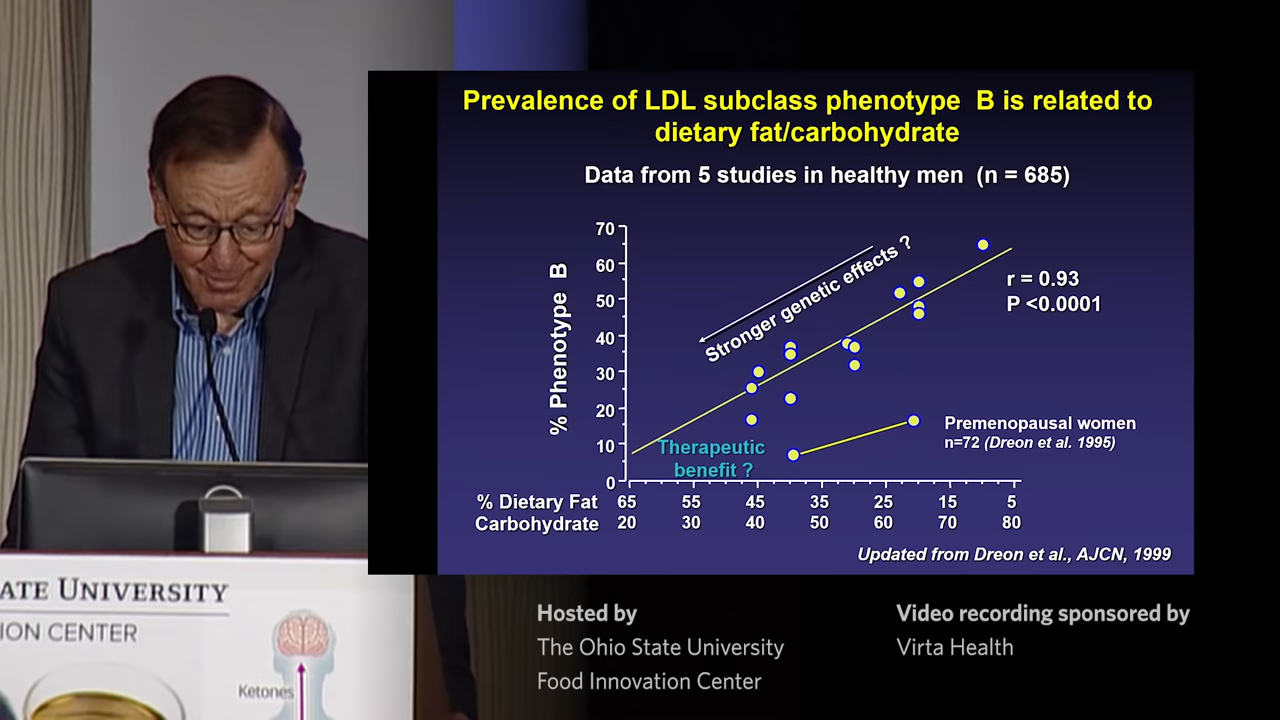 Prevalence of LDL subclass phenotype B is related to
dietary fat/carbohydrate
Data from 5 studies in healthy men (n = 685)
% Phenotype B
70
60
50
40
30
20
10
0
Stronger genetic effects ?
r = 0.93
P <0.0001
Therapeutic
benefit ?
Premenopausal women
n=72 (Dreon et al. 1995)
% Dietary Fat 65 55 45 35 25 15 5
Carbohydrate 20 30 40 50 60 70 80
Updated from Dreon et al., AJCN, 1999
ATE UNIVERSITY
ION CENTER
Ketones
Hosted by
The Ohio State University
Food Innovation Center
Video recording sponsored by
Virta Health